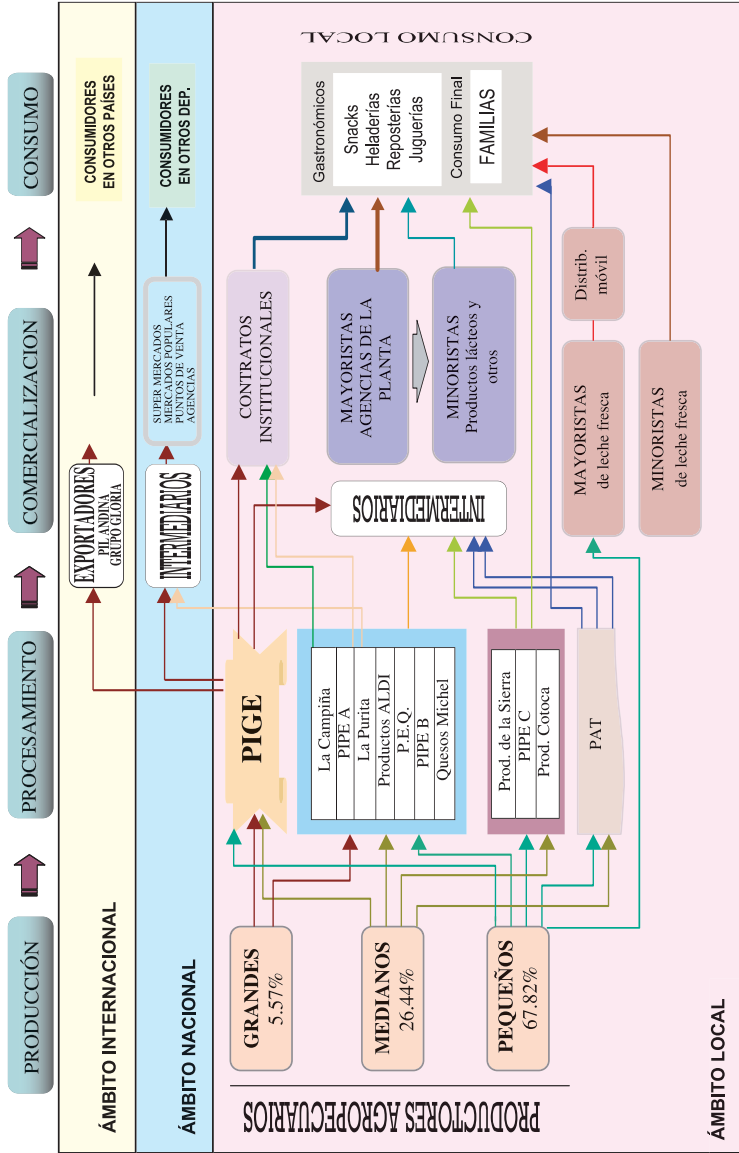 PRODUCCIÓN
PROCESAMIENTO
COMERCIALIZACION
CONSUMO
ÁMBITO INTERNACIONAL
EXPORTADORES
PIL ANDINA
GRUPO GLORIA
CONSUMIDORES
EN OTROS PAÍSES
ÁMBITO NACIONAL
INTERMEDIARIOS
SUPER MERCADOS
MERCADOS POPULARES
PUNTOS DE VENTA
AGENCIAS
CONSUMIDORES
EN OTROS DEP.
PRODUCTORES AGROPECUARIOS
GRANDES
5.57%
MEDIANOS
26.44%
PEQUEÑOS
67.82%
PIGE
La Campiña
PIPE A
La Purita
Productos ALDI
P.E.Q.
PIPE B
Quesos Michel
Prod. de la Sierra
PIPE C
Prod. Cotoca
PAT
INTERMEDIARIOS
CONTRATOS
INSTITUCIONALES
MAYORISTAS
AGENCIAS DE LA
PLANTA
MINORISTAS
Productos lácteos y
otros
MAYORISTAS
de leche fresca
Distrib.
móvil
MINORISTAS
de leche fresca
Gastronómicos
Snacks
Heladerías
Reposterías
Juguerías
Consumo Final
FAMILIAS
CONSUMO LOCAL
ÁMBITO LOCAL